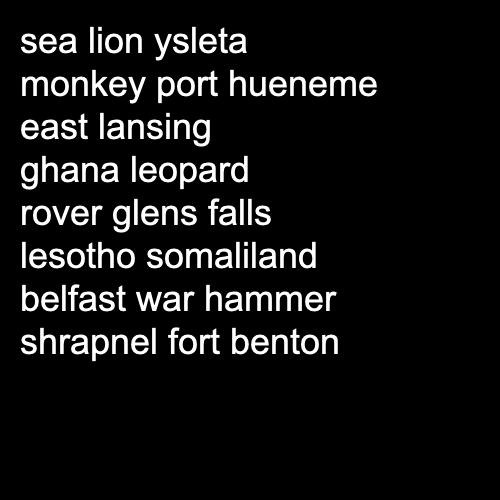 sea lion ysleta
monkey port hueneme
east lansing
ghana leopard
rover glens falls
lesotho somaliland
belfast war hammer
shrapnel fort benton